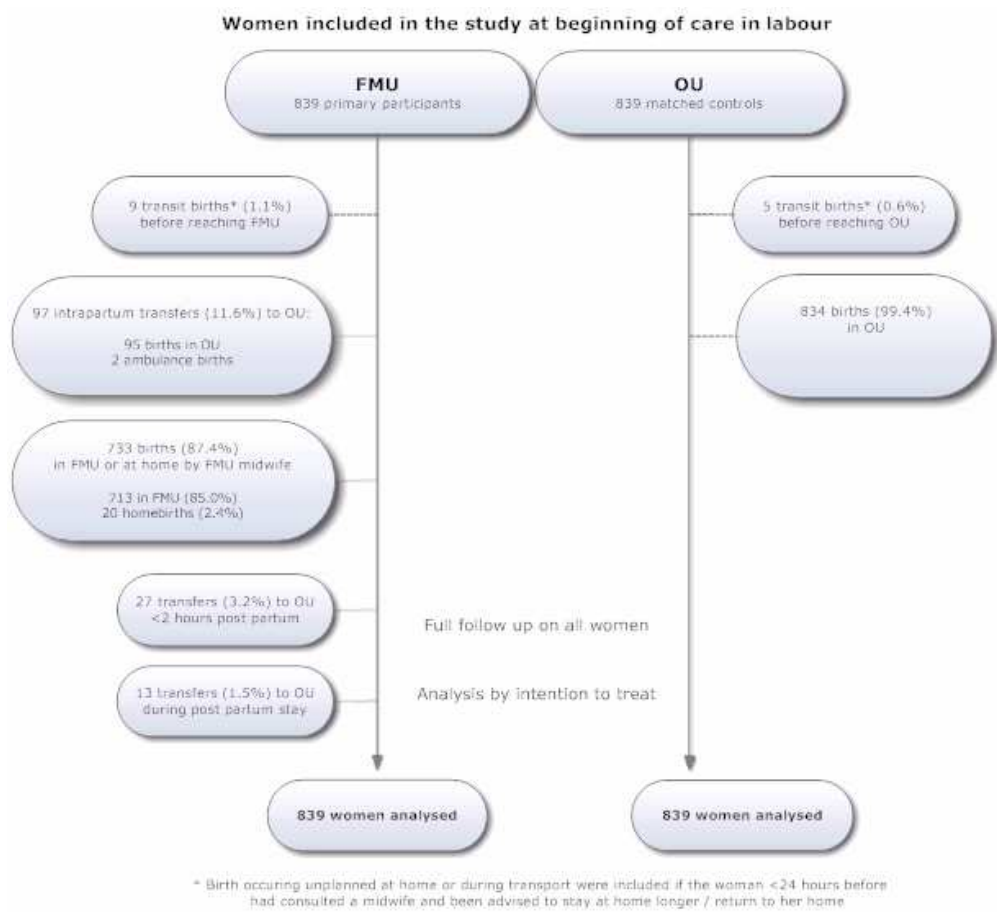 Women included in the study at beginning of care in labour
FMU
839 primary participants
OU
839 matched controls
9 transit births* (1.1%)
before reaching FMU
5 transit births* (0.6%)
before reaching OU
97 intrapartum transfers (11.6%) to OU:
95 births in OU
2 ambulance births
834 births (99.4%)
in OU
733 births (87.4%)
in FMU or at home by FMU midwife
713 in FMU (85.0%)
20 homebirths (2.4%)
27 transfers (3.2%) to OU
<2 hours post partum
Full follow up on all women
13 transfers (1.5%) to OU
during post partum stay
Analysis by intention to treat
839 women analysed
839 women analysed
* Birth occuring unplanned at home or during transport were included if the woman <24 hours before
had consulted a midwife and been advised to stay at home longer / return to her home